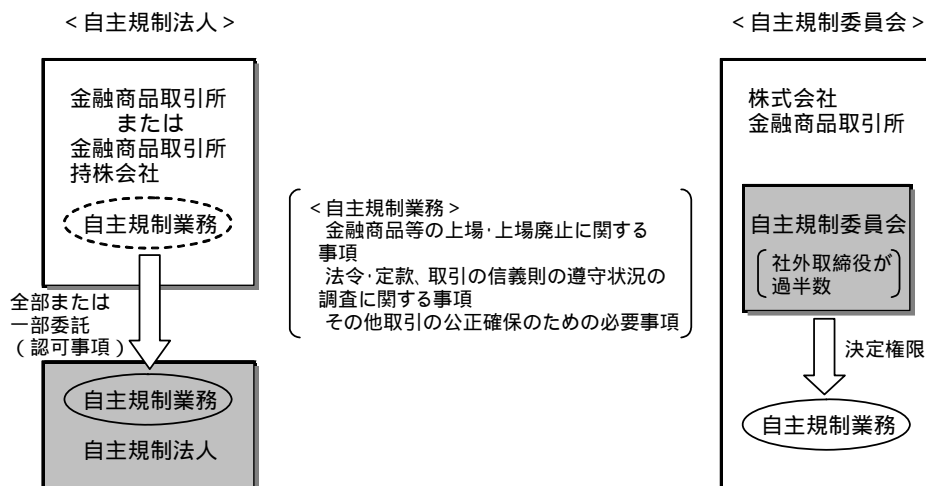 <自主規制法人>
金融商品取引所
または
金融商品取引所
持株会社
自主規制業務
全部または
一部委託
(認可事項)
自主規制業務
自主規制法人
<自主規制業務>
金融商品等の上場・上場廃止に関する
事項
法令・定款、取引の信義則の遵守状況の
調査に関する事項
その他取引の公正確保のための必要事項
<自主規制委員会>
株式会社
金融商品取引所
自主規制委員会
社外取締役が
過半数
決定権限
自主規制業務